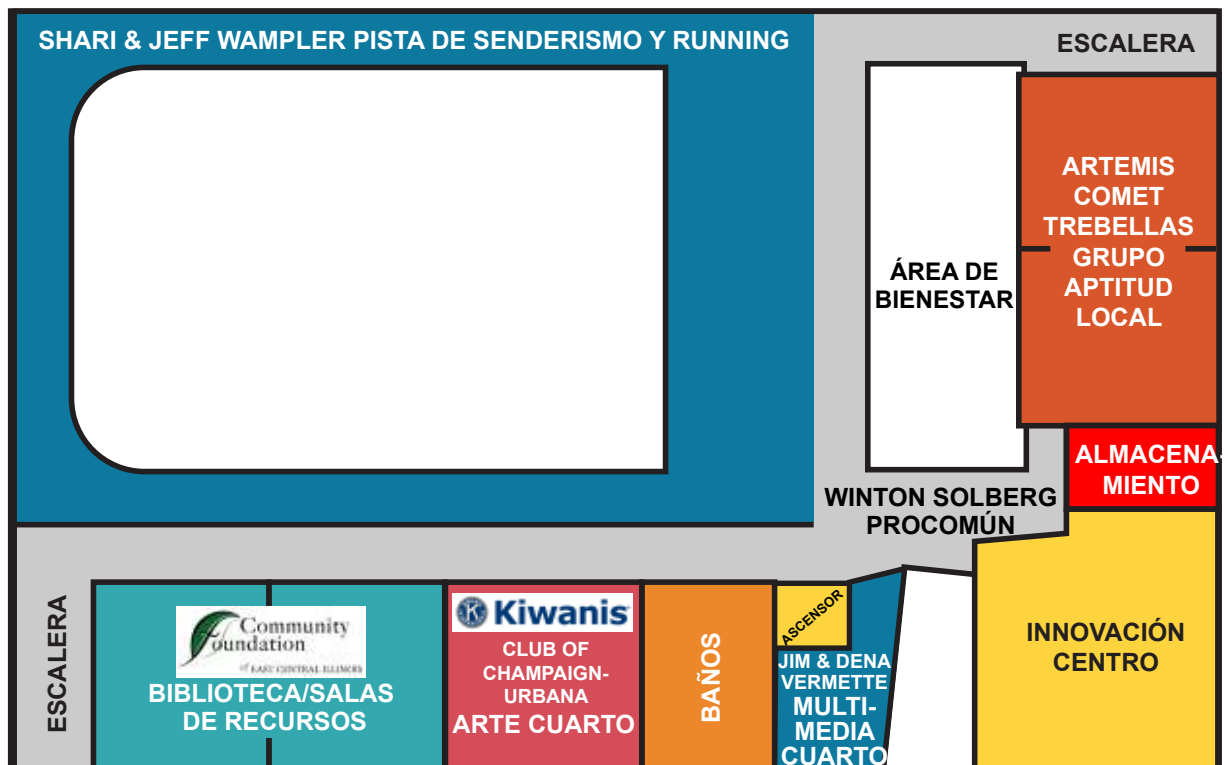 SHARI & JEFF WAMPLER PISTA DE SENDERISMO Y RUNNING
ESCALERA
ARTEMIS
COMET
TREBELLAS
GRUPO
APTITUD
LOCAL
ÁREA DE
BIENESTAR
ALMACENA-
MIENTO
WINTON SOLBERG
PROCOMÚN
INNOVACIÓN
CENTRO
ESCALERA
Community
Foundation
of EAST CENTRAL ILLINOIS
BIBLIOTECA/SALAS
DE RECURSOS
Kiwanis
CLUB OF
CHAMPAIGN-
URBANA
ARTE CUARTO
BAÑOS
ASCENSOR
JIM & DENA
VERMETTE
MULTI-
MEDIA
CUARTO